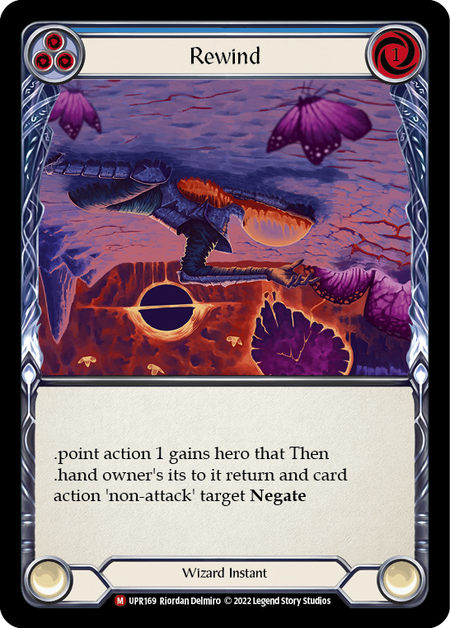 1
Rewind
.point action 1 gains hero that Then
.hand owner's its to it return and card
action 'non-attack' target Negate
Wizard Instant
M UPR169 Riordan Delmiro © 2022 Legend Story Studios